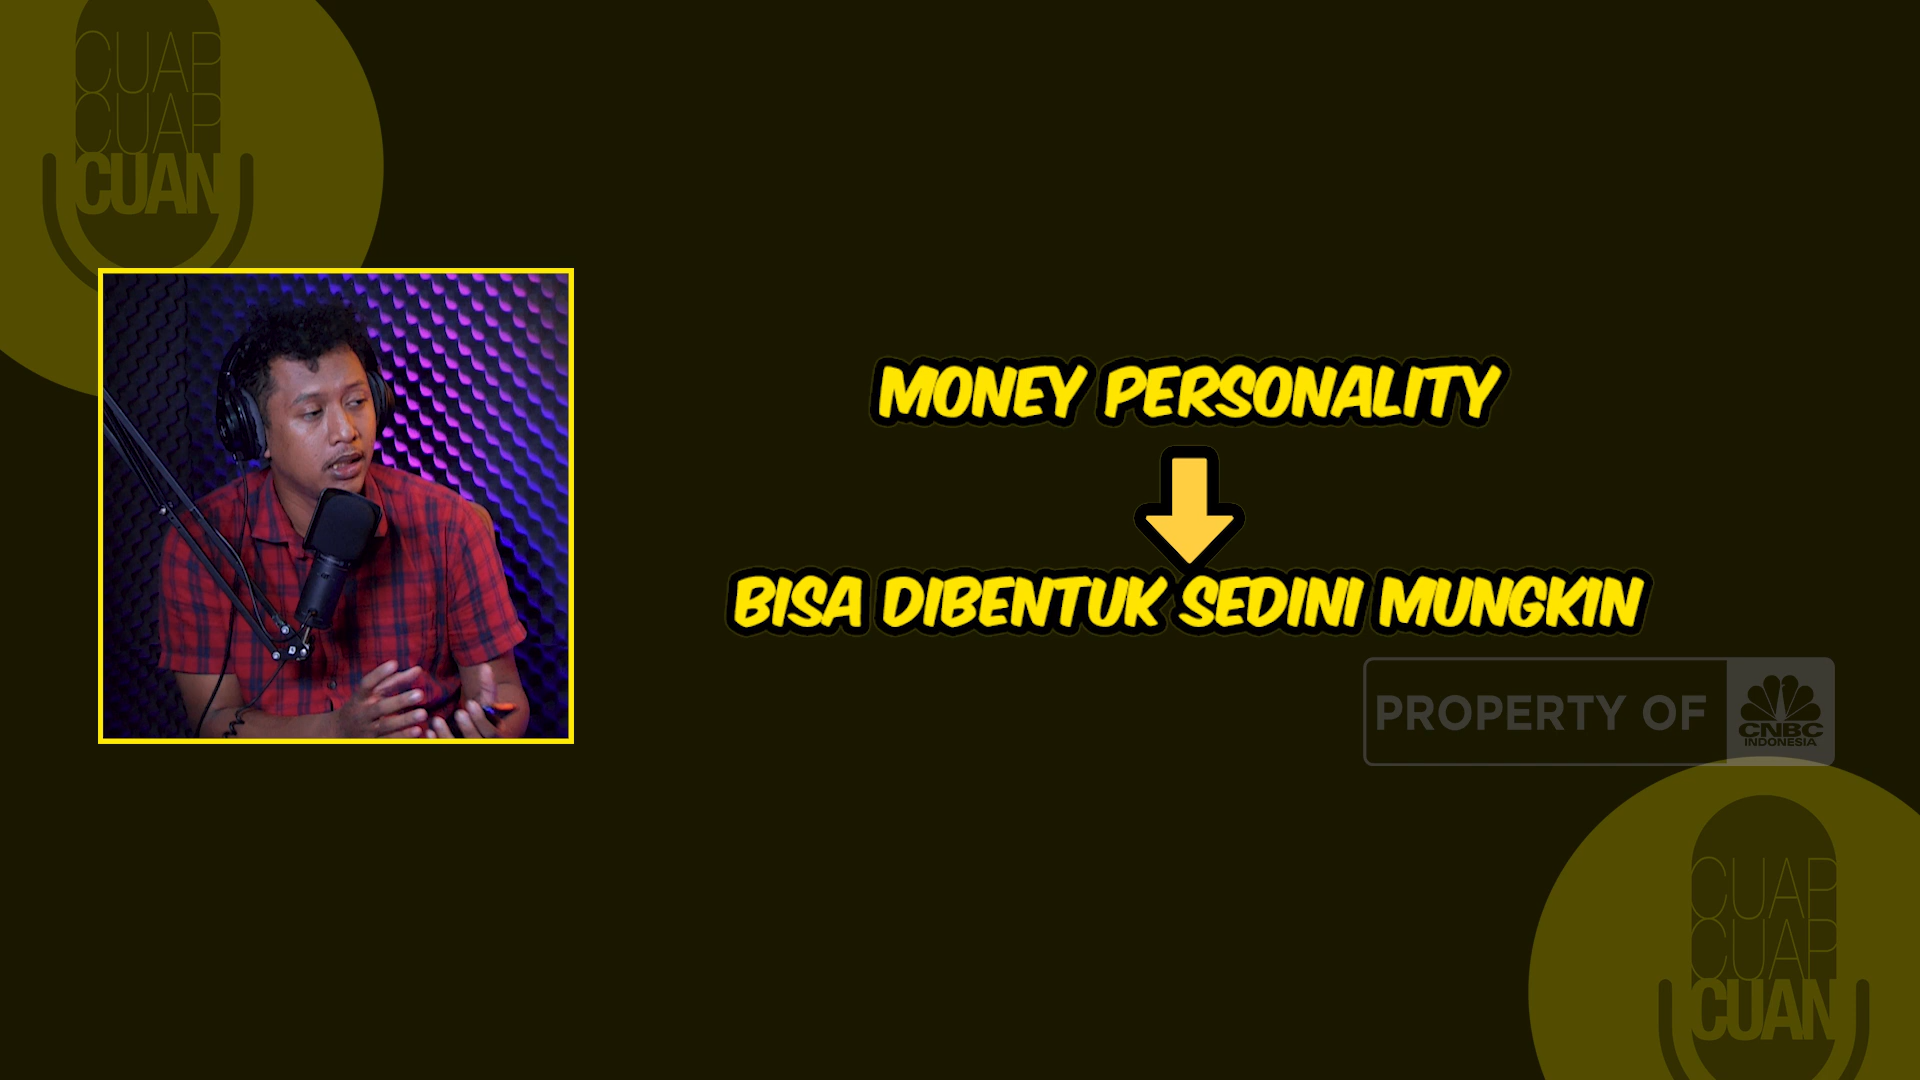 CUAP
CUAP
CUAN
MONEY PERSONALITY
BISA DIBENTUK SEDINI MUNGKIN
PROPERTY OF
CNBC
INDONESIA
CUAP
CUAP
CUAN